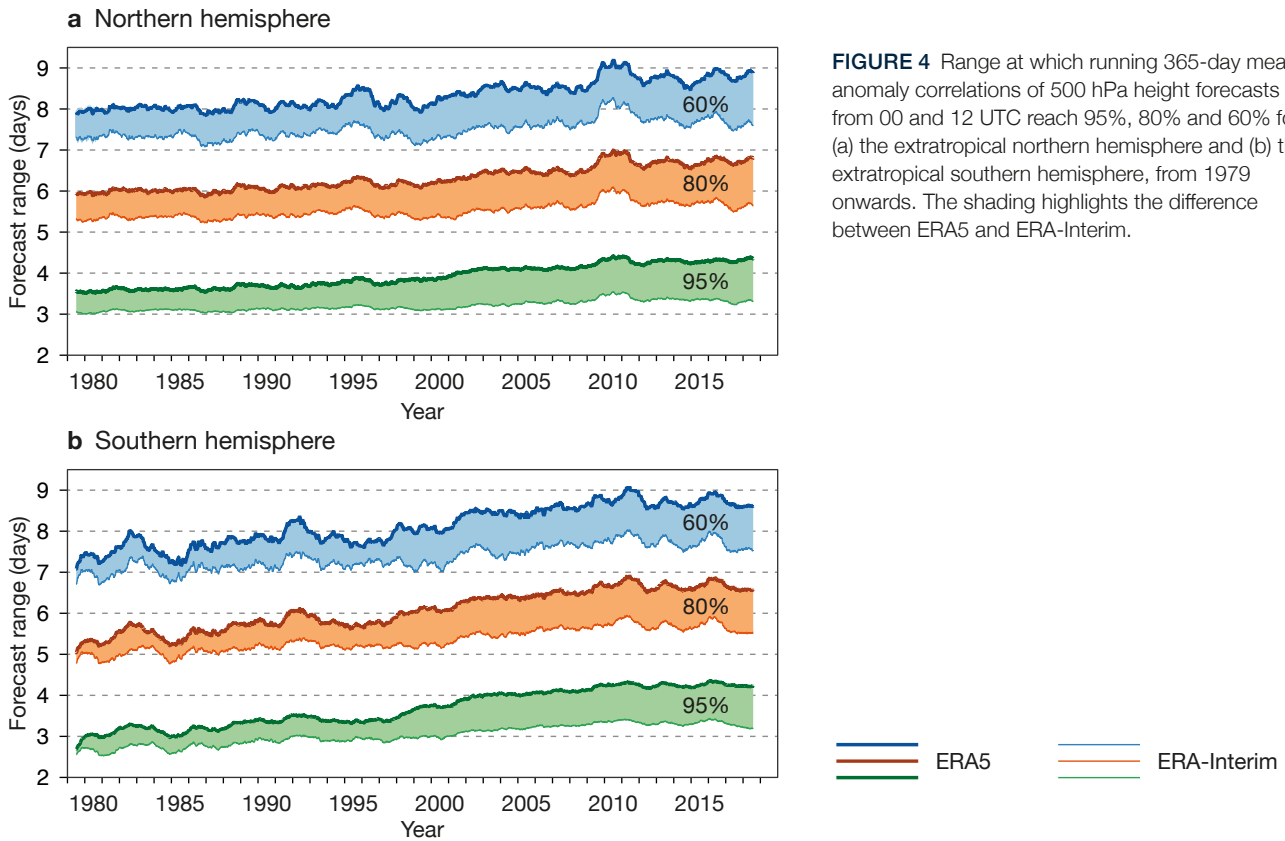 a Northern hemisphere
9
8
7
6
5
4
3
2
Forecast range (days)
60%
80%
95%
1980 1985 1990 1995 2000 2005 2010 2015
Year
FIGURE 4 Range at which running 365-day mea
anomaly correlations of 500 hPa height forecasts
from 00 and 12 UTC reach 95%, 80% and 60% f
(a) the extratropical northern hemisphere and (b) t
extratropical southern hemisphere, from 1979
onwards. The shading highlights the difference
between ERA5 and ERA-Interim.
b Southern hemisphere
9
8
7
6
5
4
3
2
Forecast range (days)
60%
80%
95%
1980 1985 1990 1995 2000 2005 2010 2015
Year
ERA5 ERA-Interim